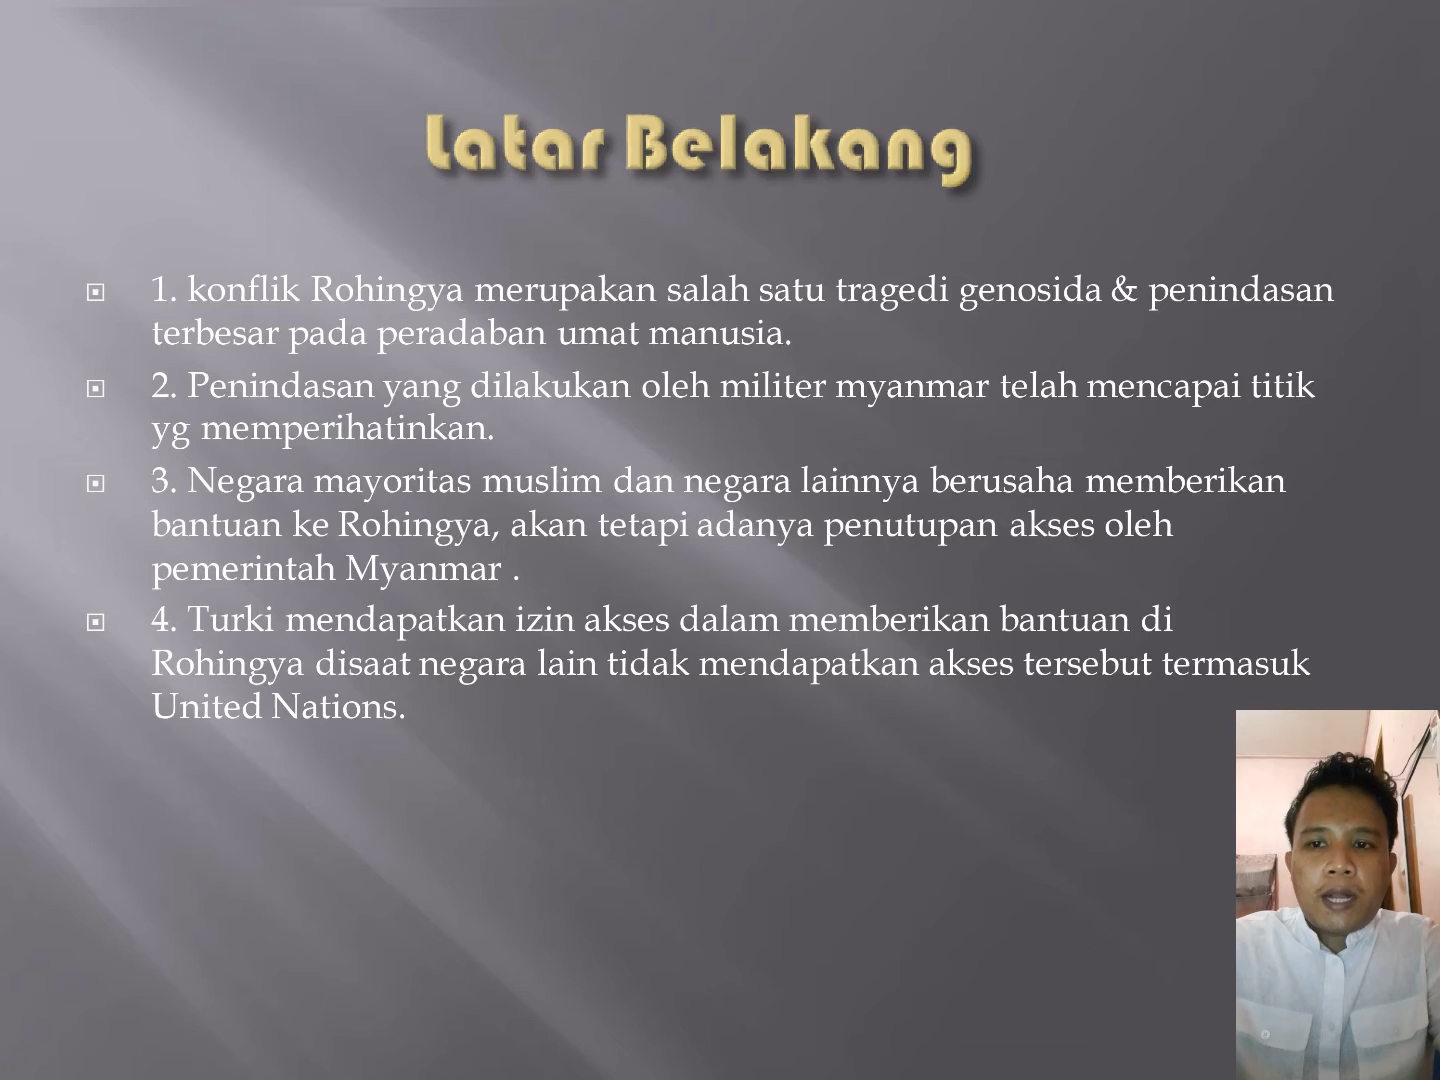 Latar Belakang
1. konflik Rohingya merupakan salah satu tragedi genosida & penindasan
terbesar pada peradaban umat manusia.
2. Penindasan yang dilakukan oleh militer myanmar telah mencapai titik
yg memperihatinkan.
3. Negara mayoritas muslim dan negara lainnya berusaha memberikan
bantuan ke Rohingya, akan tetapi adanya penutupan akses oleh
pemerintah Myanmar .
4. Turki mendapatkan izin akses dalam memberikan bantuan di
Rohingya disaat negara lain tidak mendapatkan akses tersebut termasuk
United Nations.